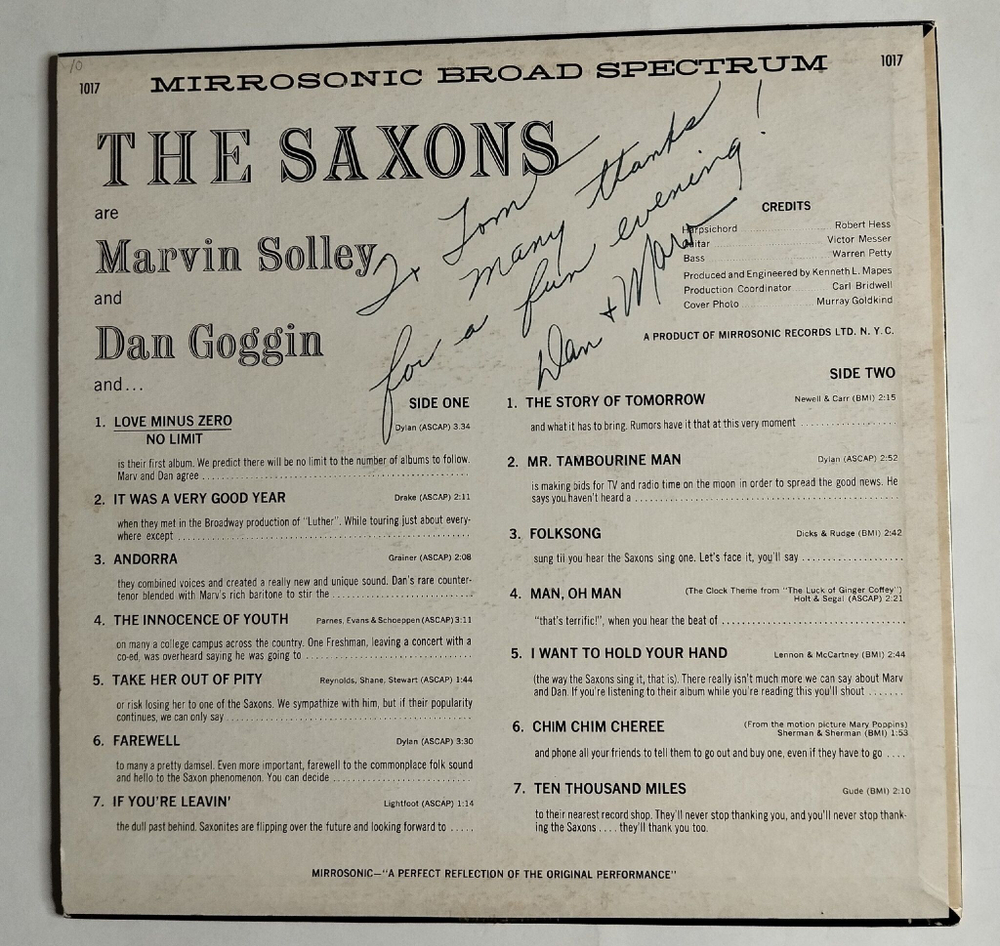 10
1017 MIRROSONIC BROAD SPECTRUM 1017
THE SAXONS
are
Marvin Solley
and
Dan Goggin
and...
To Tom
many thanks
for a fun evening!
Dan + Marv
CREDITS
Harpsichord Robert Hess
Guitar Victor Messer
Bass Warren Petty
Produced and Engineered by Kenneth L. Mapes
Production Coordinator Carl Bridwell
Cover Photo Murray Goldkind
A PRODUCT OF MIRROSONIC RECORDS LTD. N. Y. C.
SIDE ONE
1. LOVE MINUS ZERO
NO LIMIT Dylan (ASCAP) 3.34
is their first album. We predict there will be no limit to the number of albums to follow.
Marv and Dan agree ..........
2. IT WAS A VERY GOOD YEAR Drake (ASCAP) 2:11
when they met in the Broadway production of "Luther". While touring just about every-
where except ..........
3. ANDORRA Grainer (ASCAP) 2:08
they combined voices and created a really new and unique sound. Dan's rare counter-
tenor blended with Marv's rich baritone to stir the ..........
4. THE INNOCENCE OF YOUTH Parnes, Evans & Schoeppen (ASCAP) 3:11
on many a college campus across the country. One Freshman, leaving a concert with a
co-ed, was overheard saying he was going to ..........
5. TAKE HER OUT OF PITY Reynolds, Shane, Stewart (ASCAP) 1:44
or risk losing her to one of the Saxons. We sympathize with him, but if their popularity
continues, we can only say ..........
6. FAREWELL Dylan (ASCAP) 3:30
to many a pretty damsel. Even more important, farewell to the commonplace folk sound
and hello to the Saxon phenomenon. You can decide ..........
7. IF YOU'RE LEAVIN' Lightfoot (ASCAP) 1:14
the dull past behind. Saxonites are flipping over the future and looking forward to .....
SIDE TWO
1. THE STORY OF TOMORROW Newell & Carr (BMI) 2:15
and what it has to bring. Rumors have it that at this very moment ..........
2. MR. TAMBOURINE MAN Dylan (ASCAP) 2:52
is making bids for TV and radio time on the moon in order to spread the good news. He
says you haven't heard a ..........
3. FOLKSONG Dicks & Rudge (BMI) 2:42
sung til you hear the Saxons sing one. Let's face it, you'll say ..........
4. MAN, OH MAN (The Clock Theme from "The Luck of Ginger Coffey")
Holt & Segal (ASCAP) 2:21
"that's terrific!", when you hear the beat of ..........
5. I WANT TO HOLD YOUR HAND Lennon & McCartney (BMI) 2:44
(the way the Saxons sing it, that is). There really isn't much more we can say about Marv
and Dan. If you're listening to their album while you're reading this you'll shout .......
6. CHIM CHIM CHEREE (From the motion picture Mary Poppins)
Sherman & Sherman (BMI) 1:53
and phone all your friends to tell them to go out and buy one, even if they have to go ....
7. TEN THOUSAND MILES Gude (BMI) 2:10
to their nearest record shop. They'll never stop thanking you, and you'll never stop thank-
ing the Saxons .... they'll thank you too.
MIRROSONIC—"A PERFECT REFLECTION OF THE ORIGINAL PERFORMANCE"